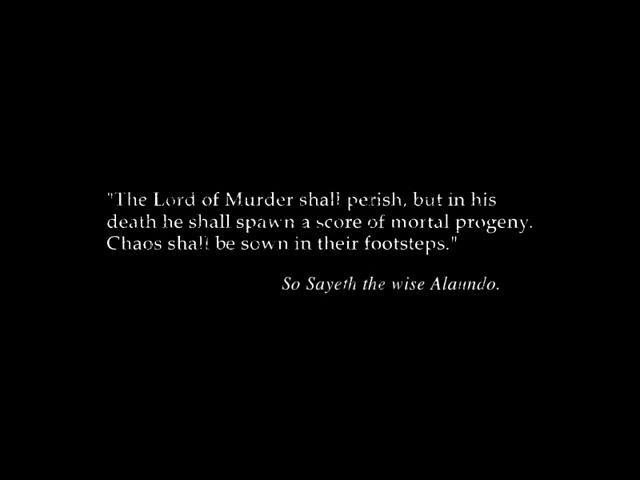 "The Lord of Murder shall perish, but in his
death he shall spawn a score of mortal progeny.
Chaos shall be sown in their footsteps."
So Sayeth the wise Alaundo.